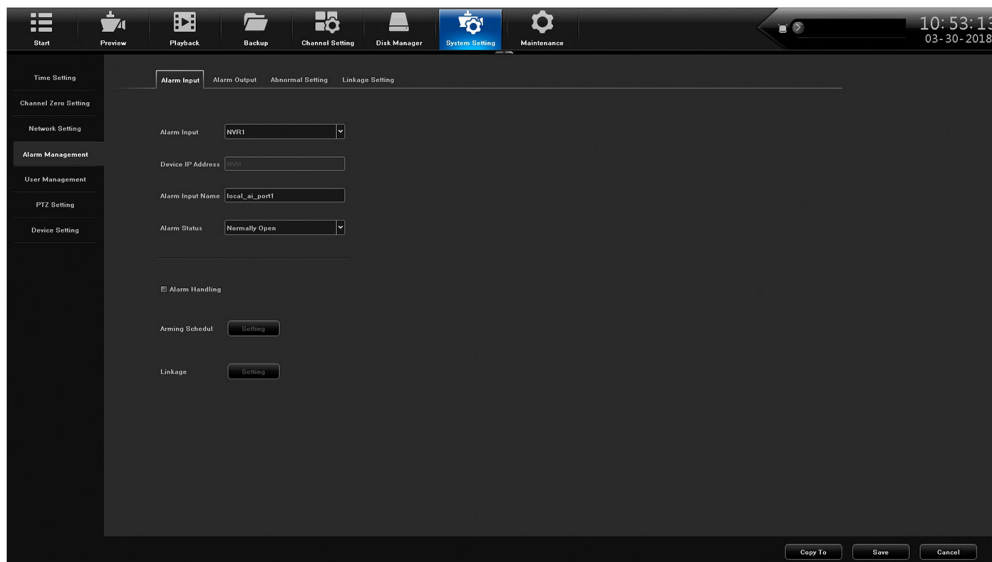 Start Preview Playback Backup Channel Setting Disk Manager System Setting Maintenance
10:53:13
03-30-2018
Time Setting
Channel Zero Setting
Network Setting
Alarm Management
User Management
PTZ Setting
Device Setting
Alarm Input Alarm Output Abnormal Setting Linkage Setting
Alarm Input NVR1
Device IP Address NVR
Alarm Input Name local_ai_port1
Alarm Status Normally Open
Alarm Handling
Arming Schedul Setting
Linkage Setting
Copy To Save Cancel